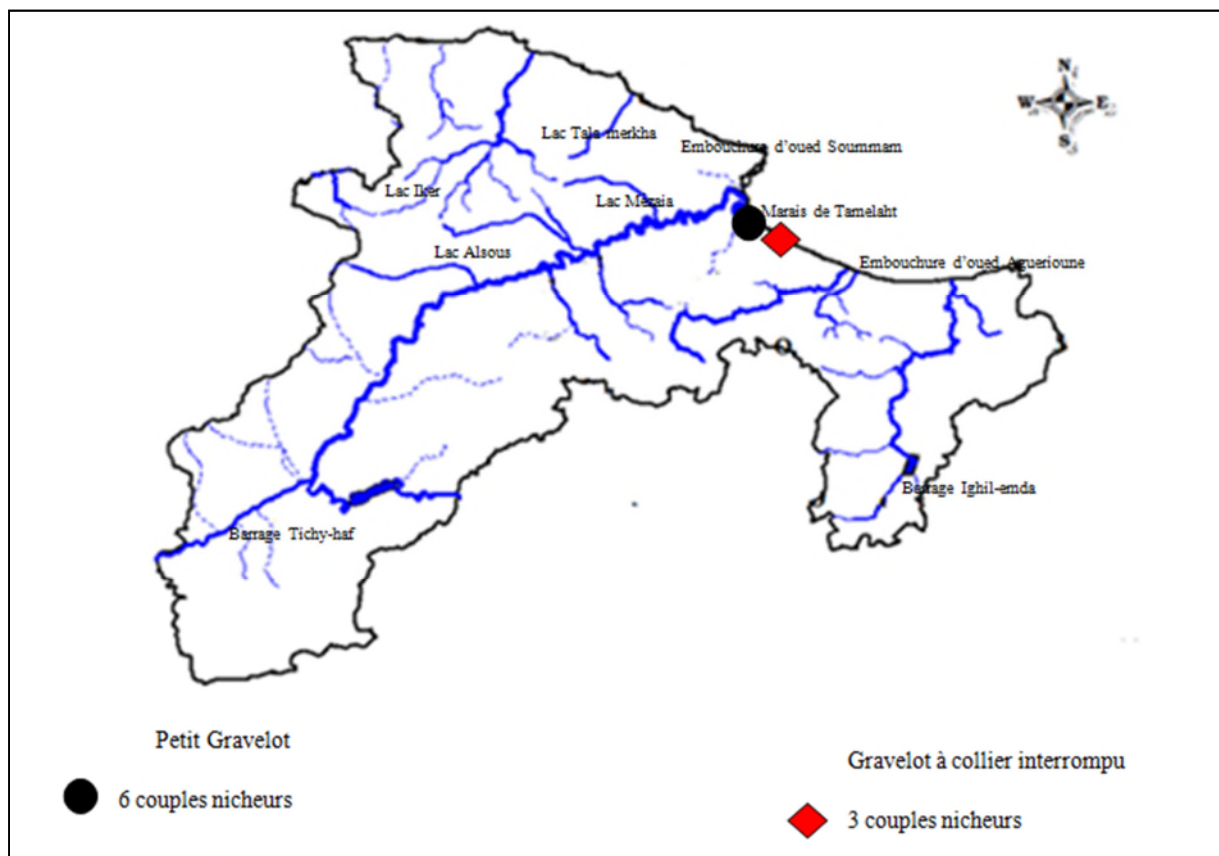 N
W E
S
Lac Tala merkha
Embouchure d'oued Soummam
Lac Iker
Lac Mezaia
Marais de Tamelaht
Lac Alsous
Embouchure d'oued Aguerioune
Barrage Ighil-emda
Barrage Tichy-haf
Petit Gravelot
6 couples nicheurs
Gravelot à collier interrompu
3 couples nicheurs